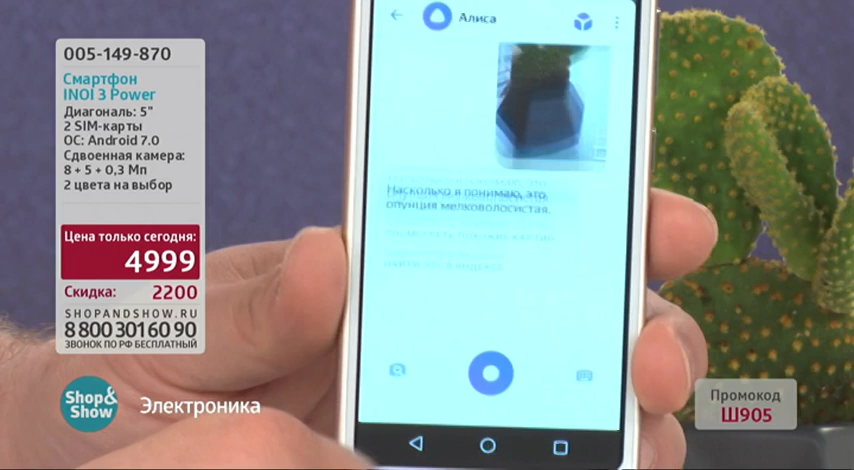 005-149-870
Смартфон
INOI 3 Power
Диагональ: 5"
2 SIM-карты
ОС: Android 7.0
Сдвоенная камера:
8 + 5 + 0,3 Мп
2 цвета на выбор
Цена только сегодня:
4999
Скидка: 2200
SHOPANDSHOW.RU
8 800 301 60 90
ЗВОНОК ПО РФ БЕСПЛАТНЫЙ
Shop&
Show
Электроника
Алиса
Насколько я понимаю, это
опунция мелковолосистая.
Промокод
Ш905